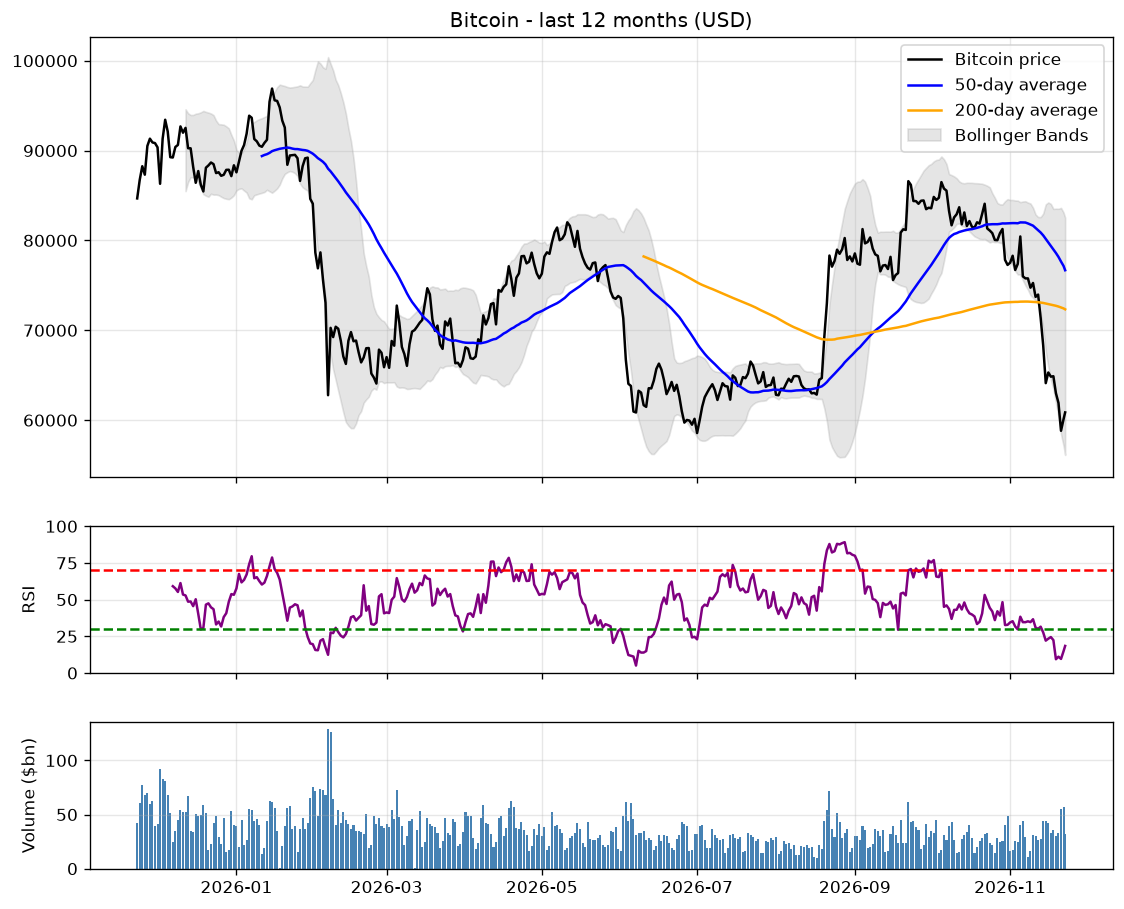 Bitcoin - last 12 months (USD)
100000
90000
80000
70000
60000
Bitcoin price
50-day average
200-day average
Bollinger Bands
100
75
50
25
0
RSI
100
50
0
Volume ($bn)
2026-01
2026-03
2026-05
2026-07
2026-09
2026-11